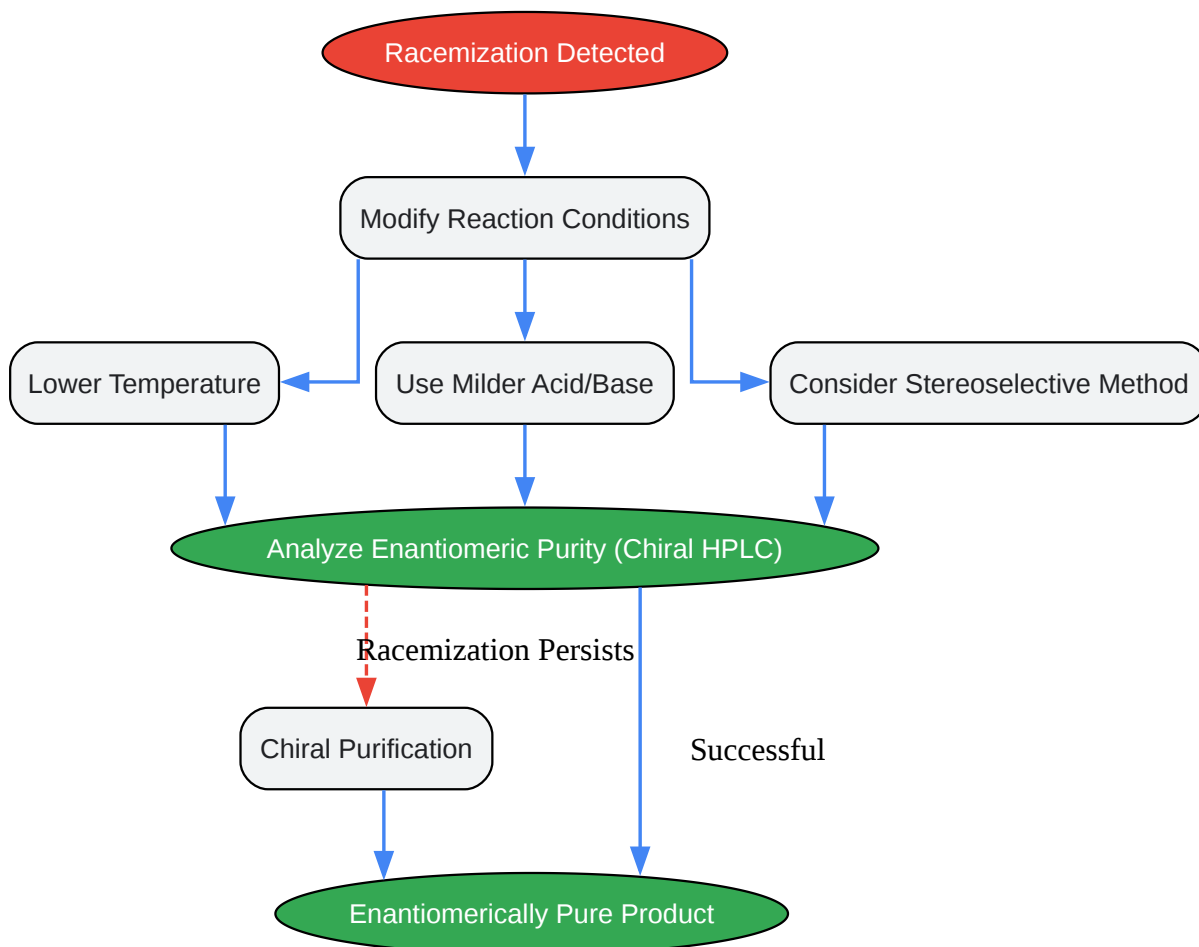 Racemization Detected
Modify Reaction Conditions
Lower Temperature
Use Milder Acid/Base
Consider Stereoselective Method
Analyze Enantiomeric Purity (Chiral HPLC)
Racemization Persists
Chiral Purification
Successful
Enantiomerically Pure Product